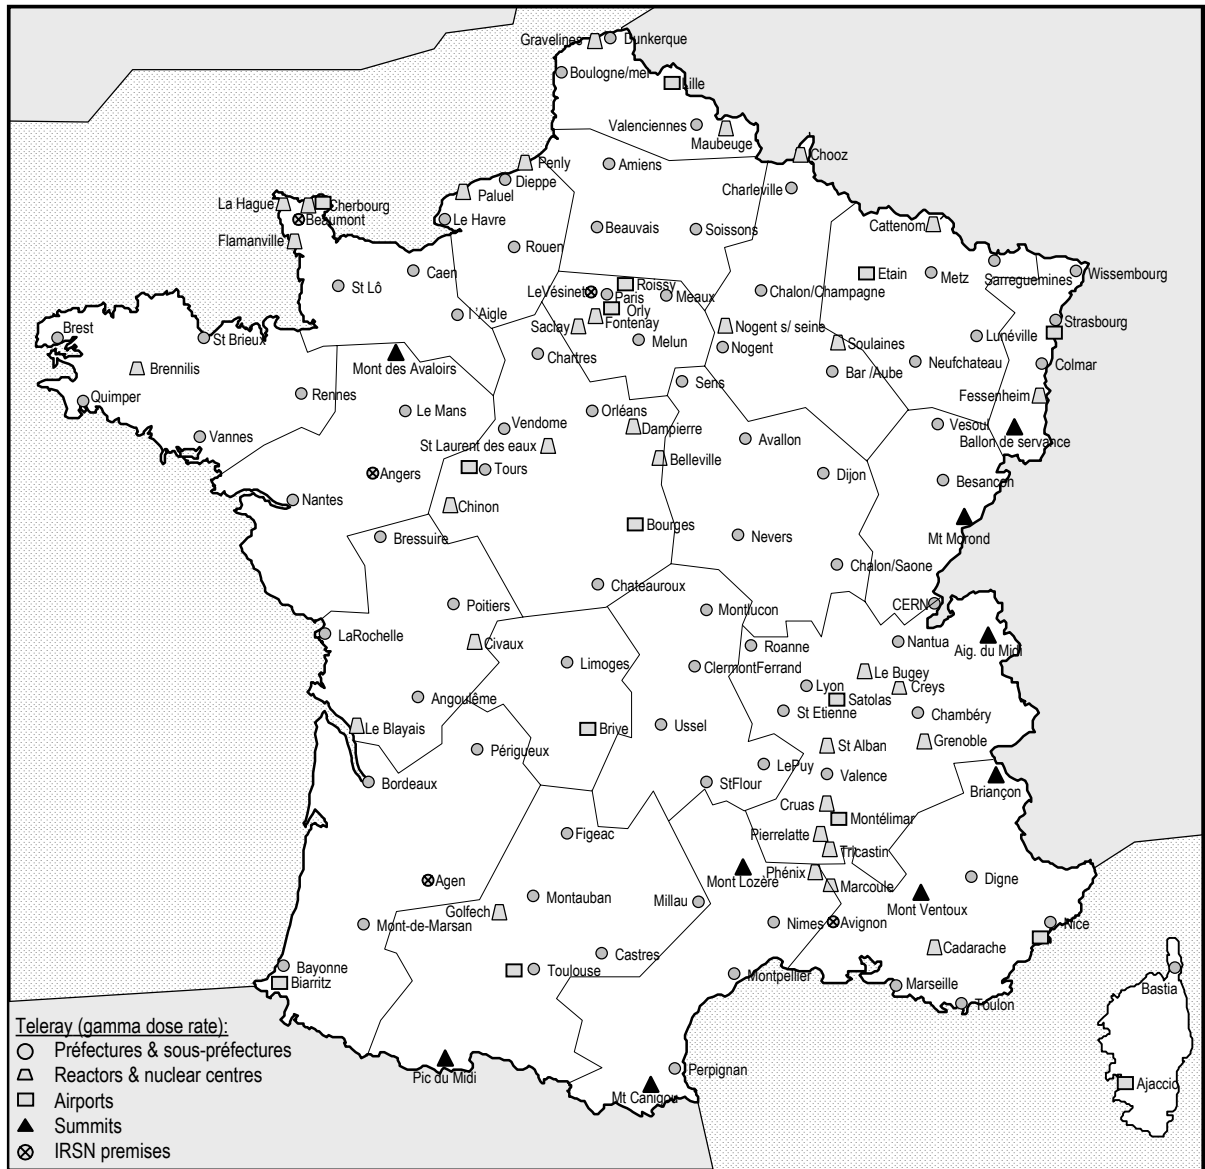 Gravelines
Dunkerque
Boulogne/mer
Lille
Valenciennes
Maubeuge
Chooz
Penly
Amiens
Dieppe
Charleville
Paluel
La Hague
Cherbourg
Beaumont
Le Havre
Cattenom
Beauvais
Soissons
Flamanville
Rouen
Caen
Etain
Metz
Sarreguemines
Wissembourg
St Lô
Roissy
LeVésinet
Paris
Meaux
Chalon/Champagne
Orly
L'Aigle
Fontenay
Saclay
Nogent s/ seine
Strasbourg
Brest
St Brieux
Melun
Nogent
Soulaines
Lunéville
Chartres
Mont des Avaloirs
Neufchateau
Colmar
Brennilis
Bar /Aube
Sens
Rennes
Fessenheim
Quimper
Le Mans
Orléans
Vendome
Dampierre
Vesoul
Vannes
Avallon
Ballon de servance
St Laurent des eaux
Belleville
Angers
Tours
Dijon
Besançon
Nantes
Chinon
Bourges
Bressuire
Nevers
Mt Morond
Chalon/Saone
Chateauroux
Poitiers
Montlucon
CERN
LaRochelle
Civaux
Roanne
Nantua
Aig. du Midi
Limoges
ClermontFerrand
Le Bugey
Lyon
Creys
Angoulême
Satolas
St Etienne
Chambéry
Le Blayais
Brive
Ussel
Périgueux
St Alban
Grenoble
LePuy
Valence
Bordeaux
StFlour
Briançon
Cruas
Montélimar
Figeac
Pierrelatte
Tricastin
Phénix
Mont Lozère
Marcoule
Agen
Digne
Montauban
Millau
Mont Ventoux
Golfech
Mont-de-Marsan
Nimes
Avignon
Nice
Cadarache
Castres
Bayonne
Toulouse
Montpellier
Biarritz
Marseille
Bastia
Toulon
Perpignan
Pic du Midi
Mt Canigou
Ajaccio
Teleray (gamma dose rate):
Préfectures & sous-préfectures
Reactors & nuclear centres
Airports
Summits
IRSN premises